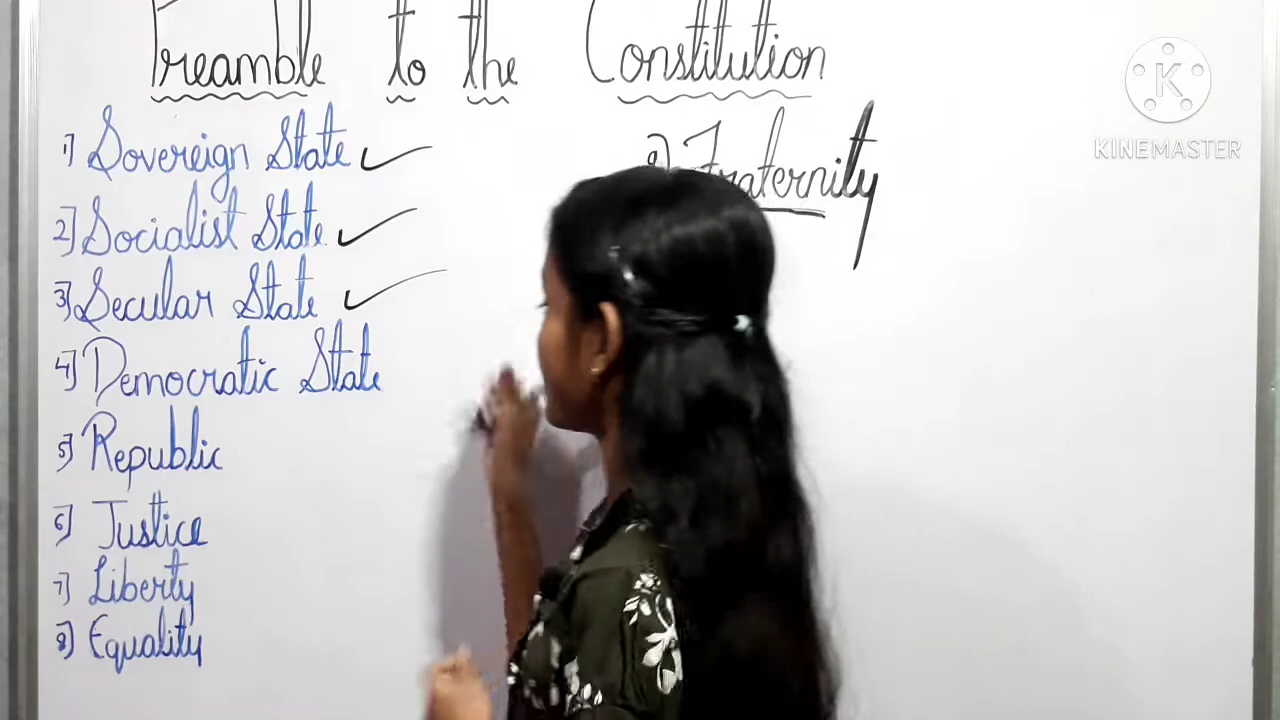 Preamble to the Constitution
1) Sovereign State
2) Socialist State
3) Secular State
4) Democratic State
5) Republic
6) Justice
7) Liberty
8) Equality
9) Fraternity
K
KINEMASTER